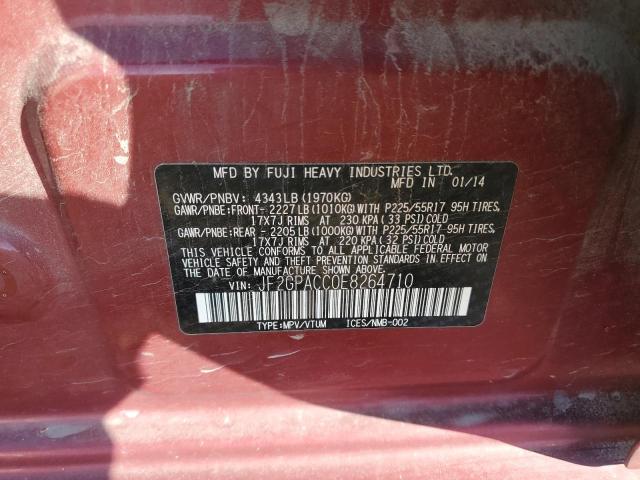 MFD BY FUJI HEAVY INDUSTRIES LTD.
MFD IN 01/14
GVWR/PNBV: 4343LB (1970KG)
GAWR/PNBE:FRONT- 2227LB (1010KG) WITH P225/55R17 95H TIRES,
17X7J RIMS AT 230 KPA (33 PSI) COLD
GAWR/PNBE:REAR - 2205LB (1000KG) WITH P225/55R17 95H TIRES,
17X7J RIMS AT 220 KPA (32 PSI) COLD
THIS VEHICLE CONFORMS TO ALL APPLICABLE FEDERAL MOTOR
VEHICLE SAFETY AND THEFT PREVENTION STANDARDS IN EFFECT
ON THE DATE OF MANUFACTURE SHOWN ABOVE.
VIN: JF2GPACC0E8264710
TYPE:MPV/VTUM ICES/NMB-002